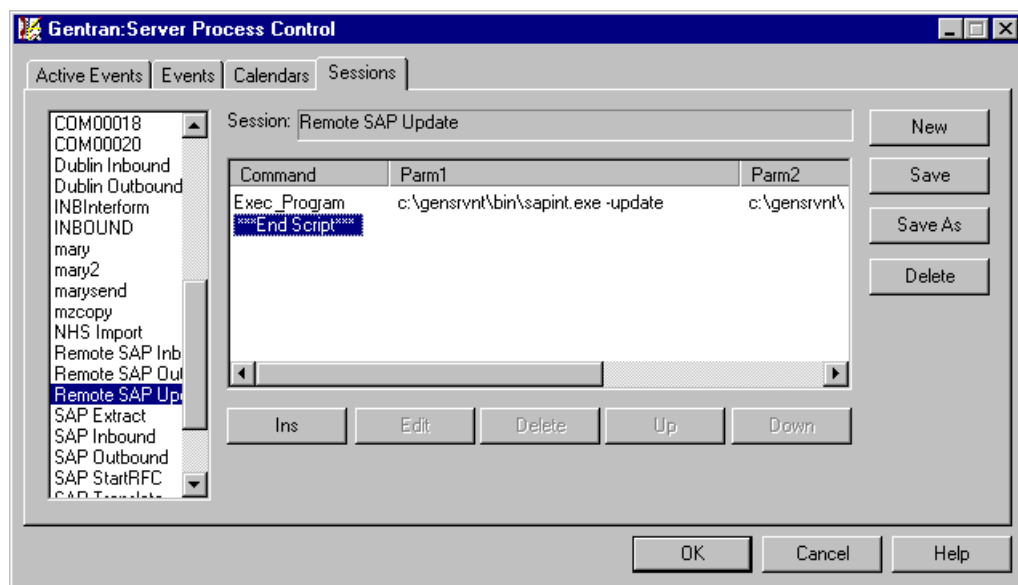 Gentran:Server Process Control
Active Events Events Calendars Sessions
COM00018
COM00020
Dublin Inbound
Dublin Outbound
INBInterform
INBOUND
mary
mary2
marysend
mzcopy
NHS Import
Remote SAP Inb
Remote SAP Out
Remote SAP Up
SAP Extract
SAP Inbound
SAP Outbound
SAP StartRFC
Session: Remote SAP Update
Command Parm1 Parm2
Exec_Program c:\gensrvnt\bin\sapint.exe -update c:\gensrvnt\
***End Script***
Ins Edit Delete Up Down
New
Save
Save As
Delete
OK Cancel Help